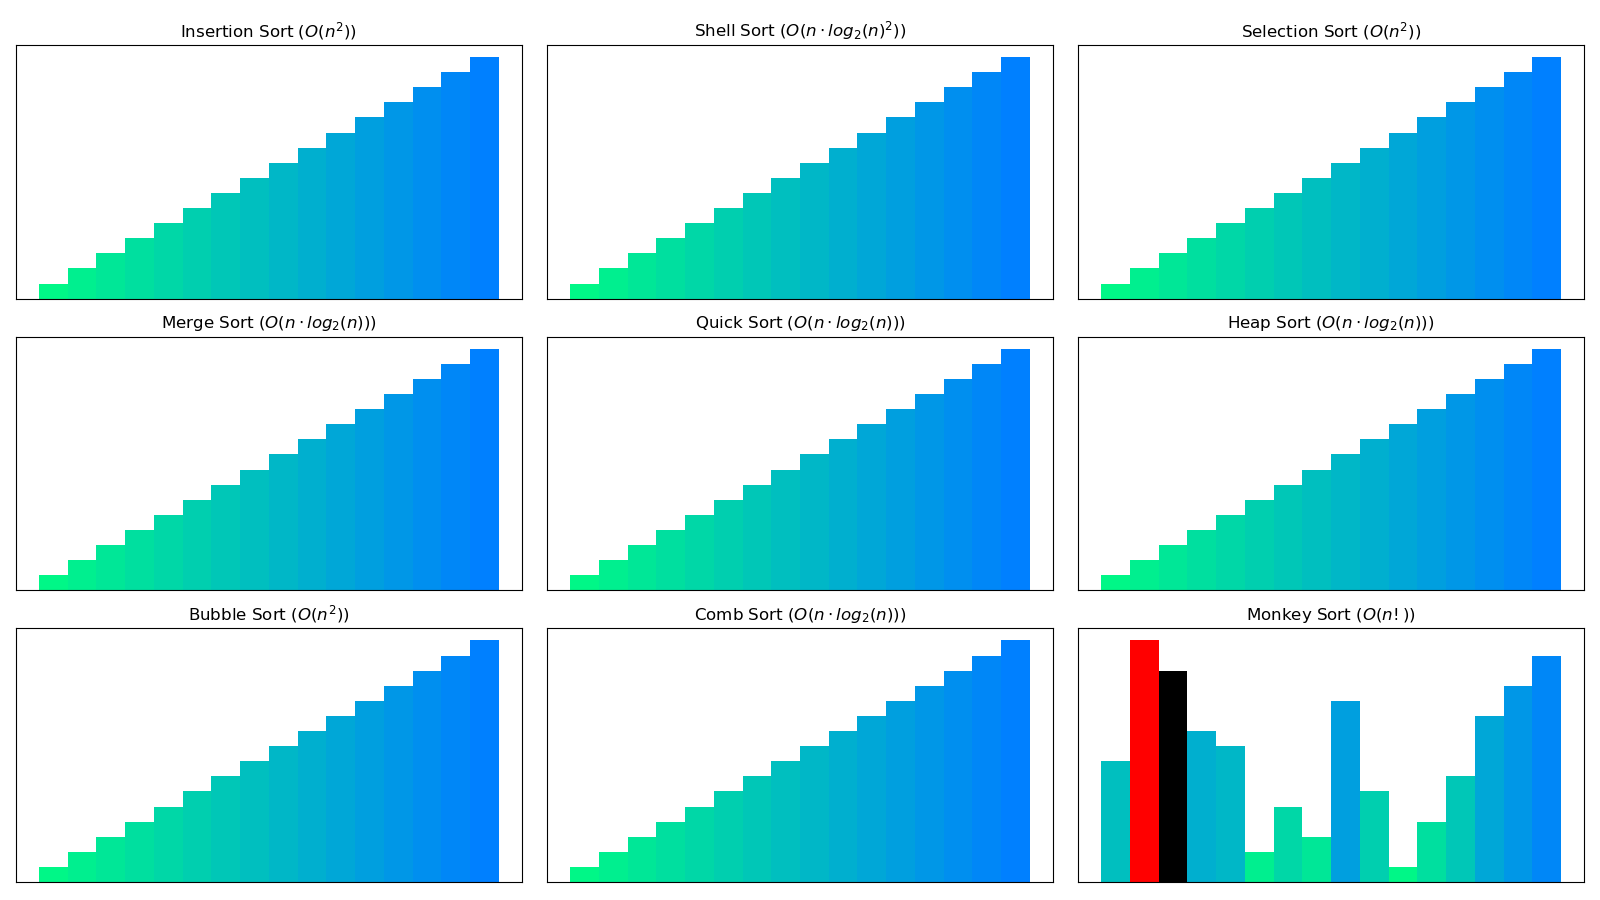 Insertion Sort (O(n²))
Shell Sort (O(n · log₂(n)²))
Selection Sort (O(n²))
Merge Sort (O(n · log₂(n)))
Quick Sort (O(n · log₂(n)))
Heap Sort (O(n · log₂(n)))
Bubble Sort (O(n²))
Comb Sort (O(n · log₂(n)))
Monkey Sort (O(n!))